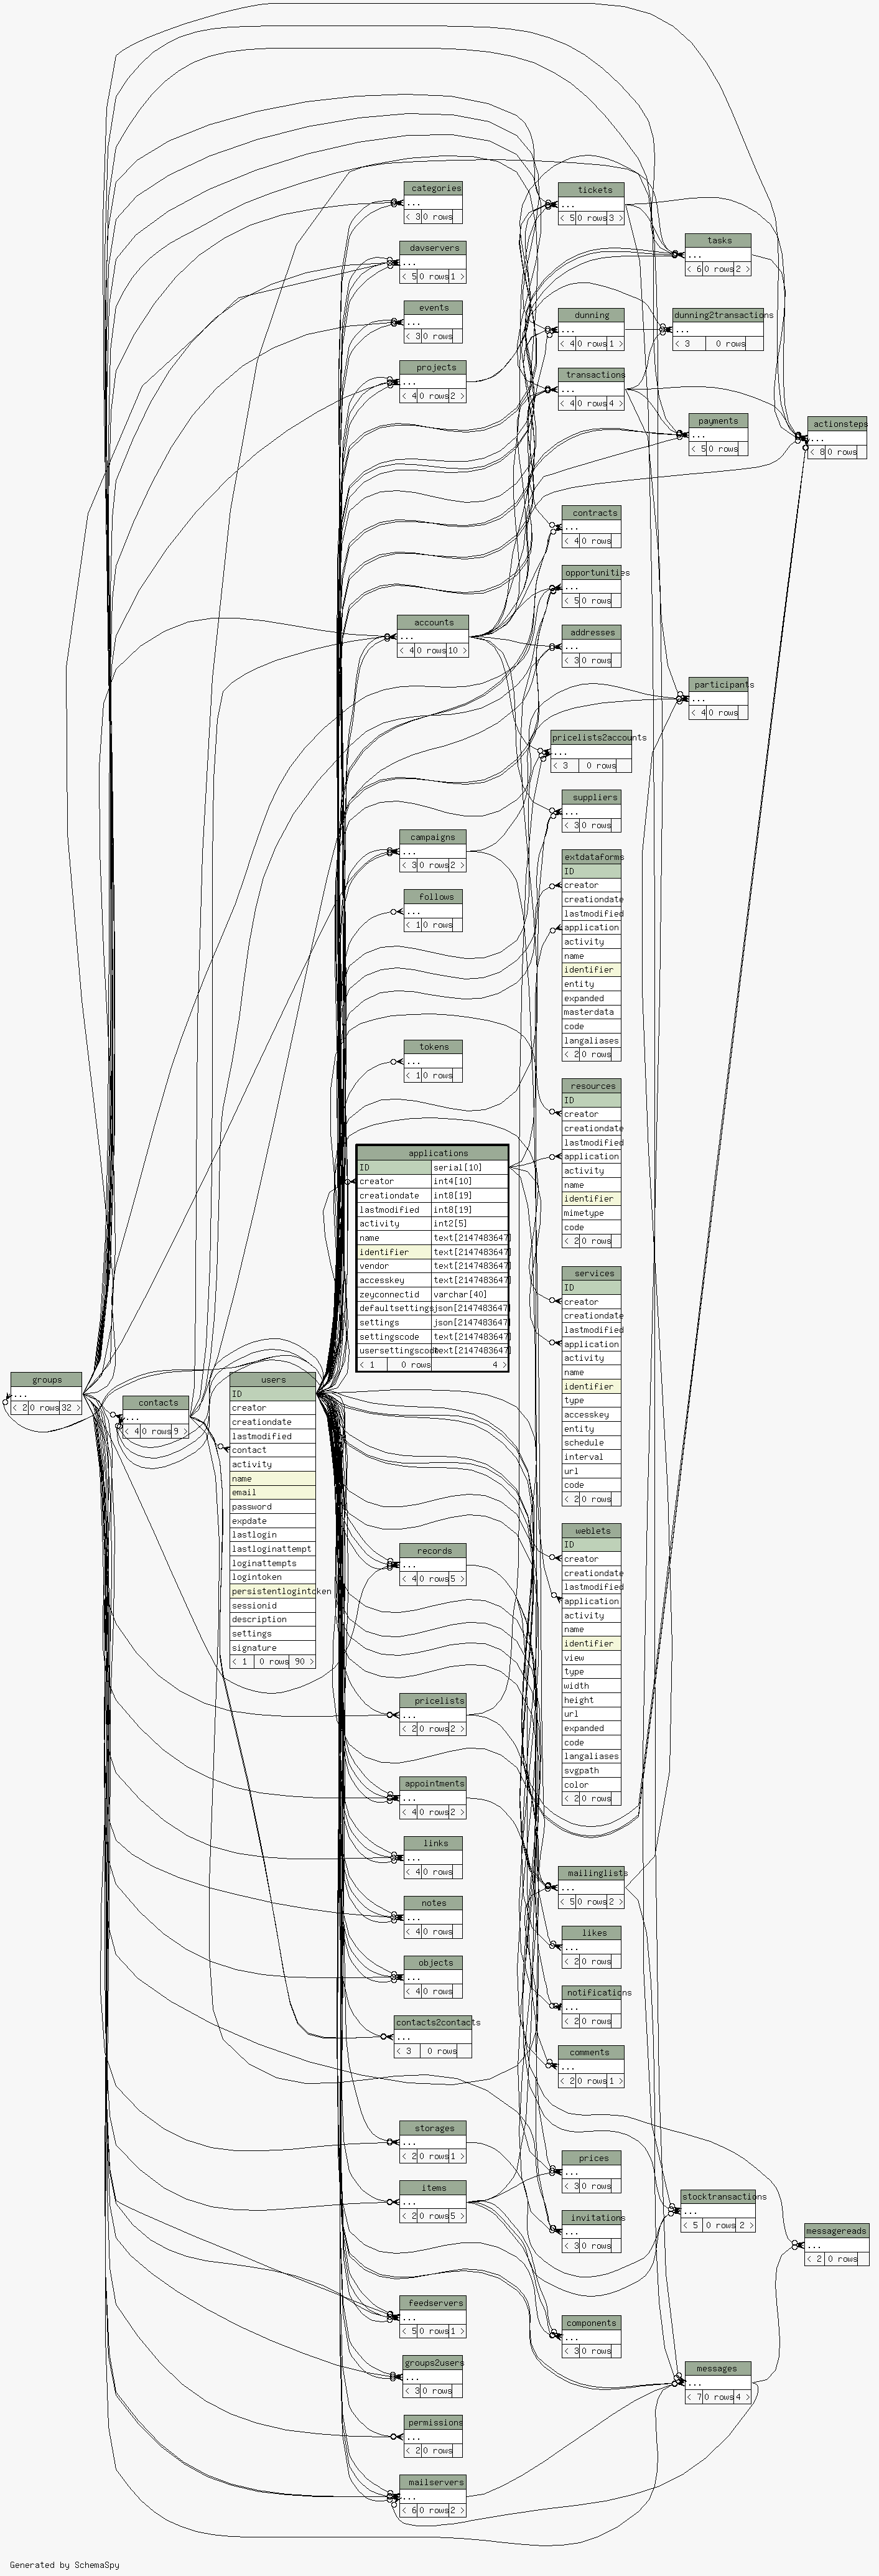 categories
...
< 3 0 rows
davservers
...
< 5 0 rows 1 >
events
...
< 3 0 rows
projects
...
< 4 0 rows 2 >
tickets
...
< 5 0 rows 3 >
tasks
...
< 6 0 rows 2 >
dunning
...
< 4 0 rows 1 >
dunning2transactions
...
< 3 0 rows
transactions
...
< 4 0 rows 4 >
payments
...
< 5 0 rows
actionsteps
...
< 8 0 rows
contracts
...
< 4 0 rows
opportunities
...
< 5 0 rows
accounts
...
< 4 0 rows 10 >
addresses
...
< 3 0 rows
participants
...
< 4 0 rows
pricelists2accounts
...
< 3 0 rows
suppliers
...
< 3 0 rows
campaigns
...
< 3 0 rows 2 >
follows
...
< 1 0 rows
extdataforms
ID
creator
creationdate
lastmodified
application
activity
name
identifier
entity
expanded
masterdata
code
langaliases
< 2 0 rows
tokens
...
< 1 0 rows
resources
ID
creator
creationdate
lastmodified
application
activity
name
identifier
mimetype
code
< 2 0 rows
applications
ID serial[10]
creator int4[10]
creationdate int8[19]
lastmodified int8[19]
activity int2[5]
name text[2147483647]
identifier text[2147483647]
vendor text[2147483647]
accesskey text[2147483647]
zeyconnectid varchar[40]
defaultsettings json[2147483647]
settings json[2147483647]
settingscode text[2147483647]
usersettingscode text[2147483647]
< 1 0 rows 4 >
services
ID
creator
creationdate
lastmodified
application
activity
name
identifier
type
accesskey
entity
schedule
interval
url
code
< 2 0 rows
groups
...
< 2 0 rows 32 >
contacts
...
< 4 0 rows 9 >
users
ID
creator
creationdate
lastmodified
contact
activity
name
email
password
expdate
lastlogin
lastloginattempt
loginattempts
logintoken
persistentlogintoken
sessionid
description
settings
signature
< 1 0 rows 90 >
weblets
ID
creator
creationdate
lastmodified
application
activity
name
identifier
view
type
width
height
url
expanded
code
langaliases
svgpath
color
< 2 0 rows
records
...
< 4 0 rows 5 >
pricelists
...
< 2 0 rows 2 >
appointments
...
< 4 0 rows 2 >
links
...
< 4 0 rows
mailinglists
...
< 5 0 rows 2 >
notes
...
< 4 0 rows
likes
...
< 2 0 rows
objects
...
< 4 0 rows
notifications
...
< 2 0 rows
contacts2contacts
...
< 3 0 rows
comments
...
< 2 0 rows 1 >
storages
...
< 2 0 rows 1 >
prices
...
< 3 0 rows
items
...
< 2 0 rows 5 >
stocktransactions
...
< 5 0 rows 2 >
invitations
...
< 3 0 rows
messagereads
...
< 2 0 rows
feedservers
...
< 5 0 rows 1 >
components
...
< 3 0 rows
groups2users
...
< 3 0 rows
messages
...
< 7 0 rows 4 >
permissions
...
< 2 0 rows
mailservers
...
< 6 0 rows 2 >
Generated by SchemaSpy